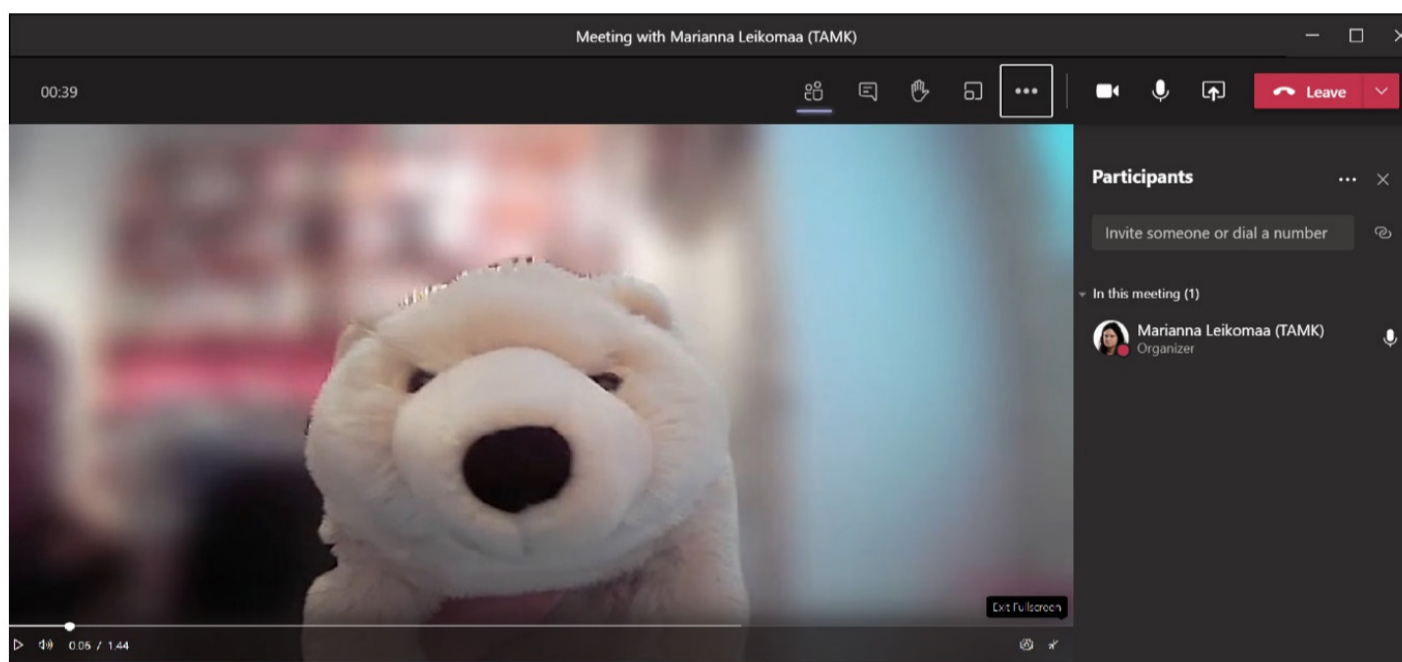 Meeting with Marianna Leikomaa (TAMK)
00:39
Leave
Participants
Invite someone or dial a number
In this meeting (1)
Marianna Leikomaa (TAMK)
Organizer
Exit Fullscreen
0:05 / 1:44